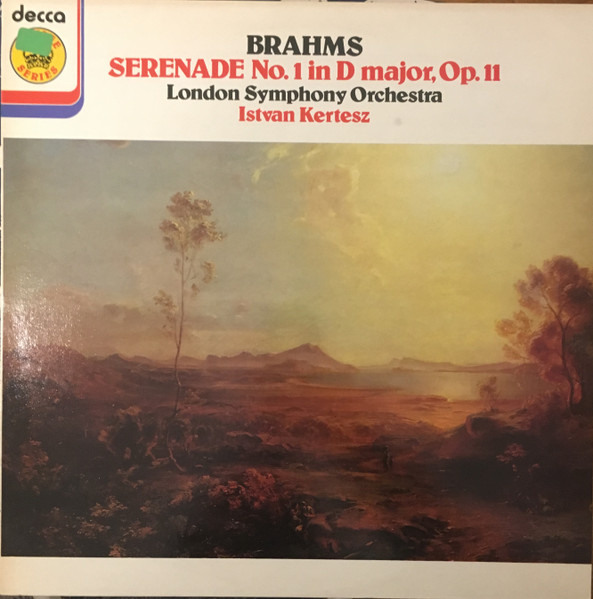 decca
SERIES
BRAHMS
SERENADE No. 1 in D major, Op. 11
London Symphony Orchestra
Istvan Kertesz